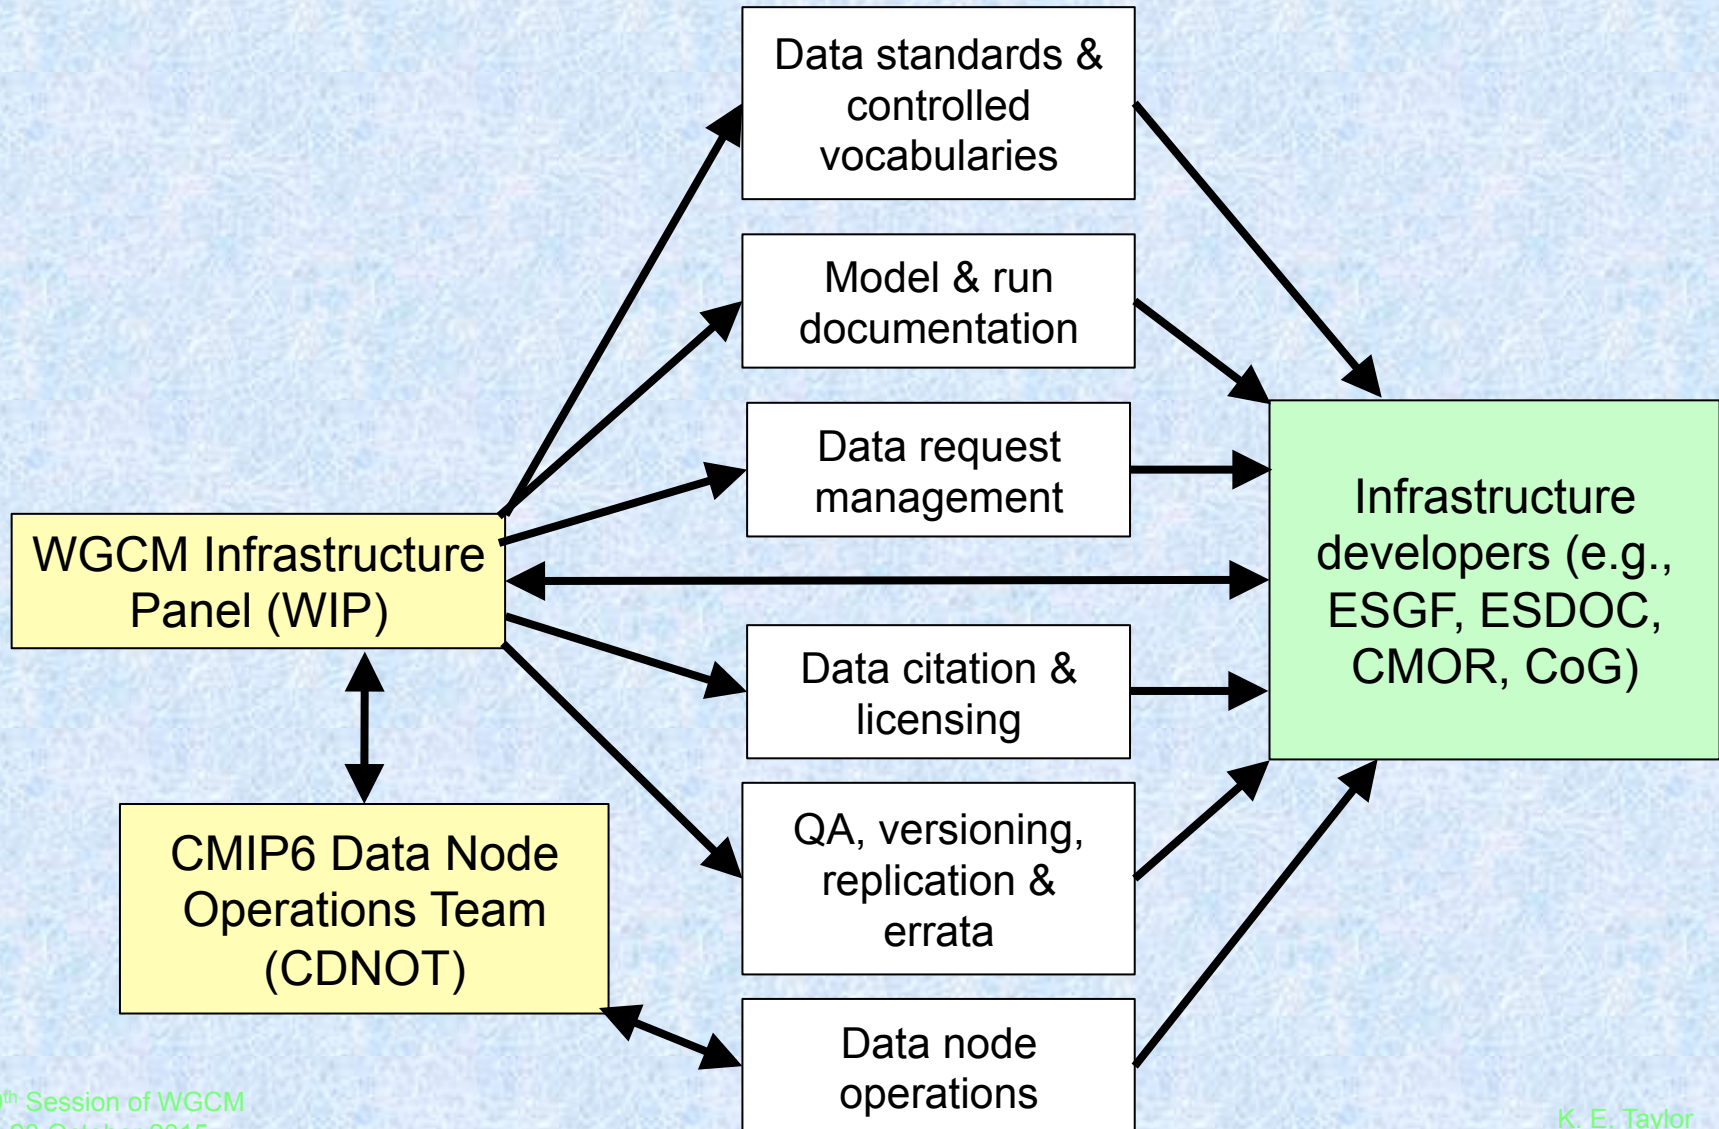 Data standards &
controlled
vocabularies
Model & run
documentation
Data request
management
WGCM Infrastructure
Panel (WIP)
Infrastructure
developers (e.g.,
ESGF, ESDOC,
CMOR, CoG)
Data citation &
licensing
CMIP6 Data Node
Operations Team
(CDNOT)
QA, versioning,
replication &
errata
Data node
operations
Session of WGCM
October 2015
K. E. Taylor